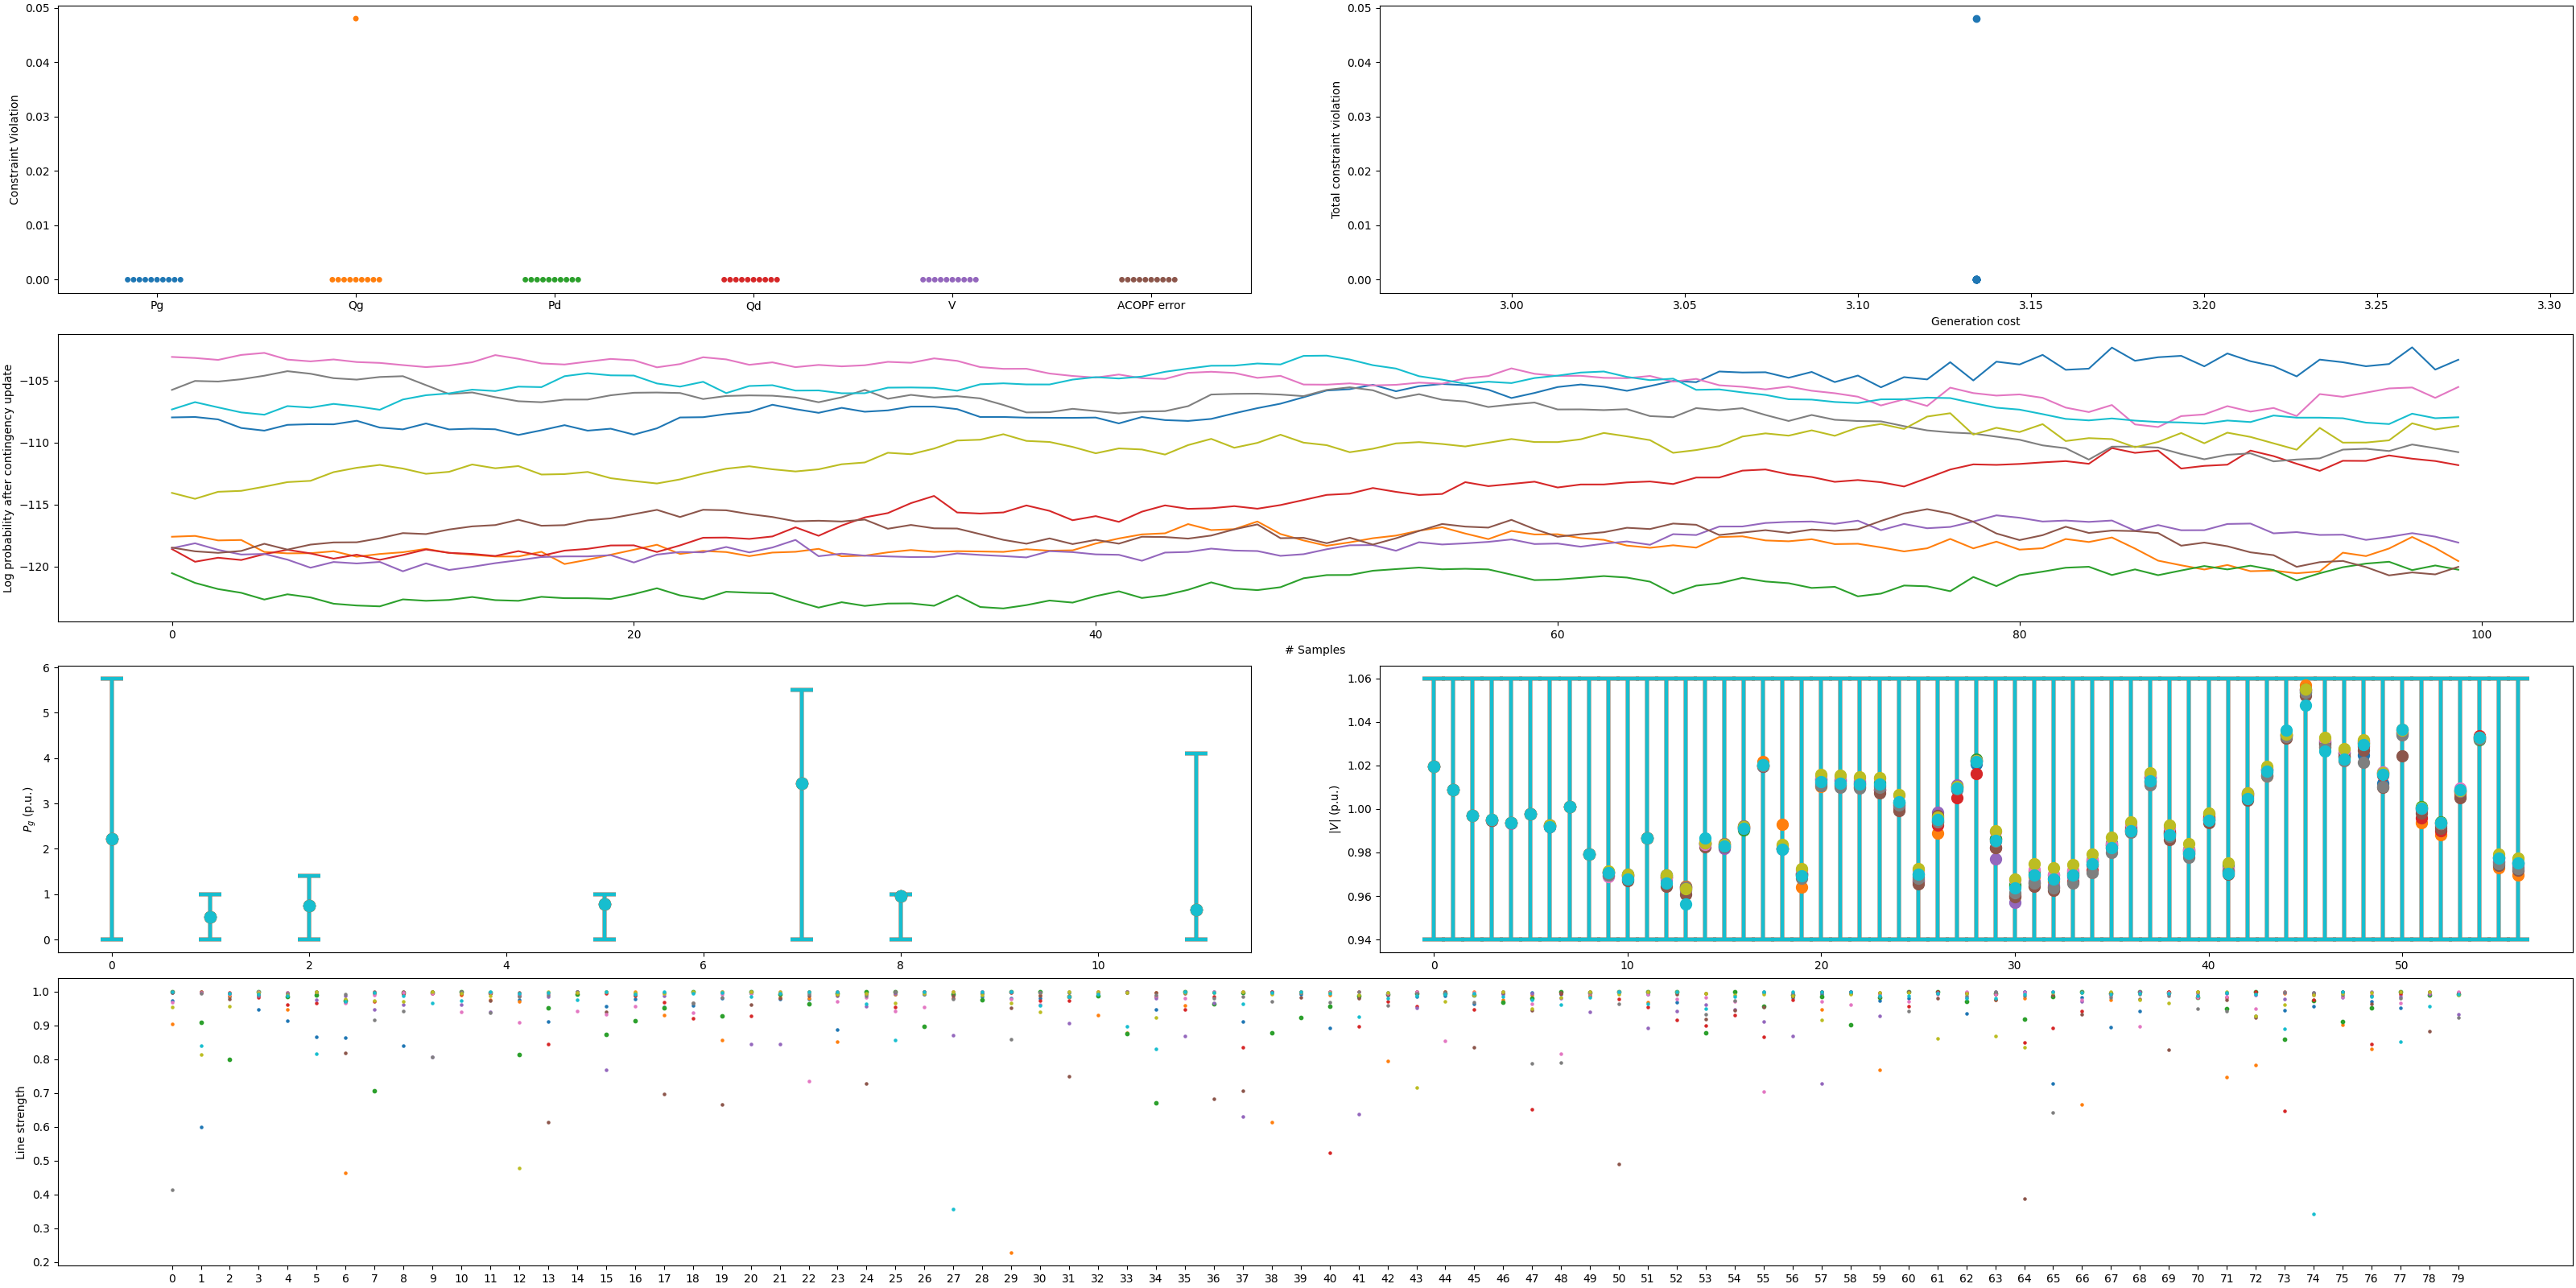 0.05
0.04
0.03
0.02
0.01
0.00
Constraint Violation
Pg Qg Pd Qd V ACOPF error
0.05
0.04
0.03
0.02
0.01
0.00
Total constraint violation
3.00 3.05 3.10 3.15 3.20 3.25 3.30
Generation cost
−105
−110
−115
−120
Log probability after contingency update
0 20 40 60 80 100
# Samples
6
5
4
3
2
1
0
Pg (p.u.)
0 2 4 6 8 10
1.06
1.04
1.02
1.00
0.98
0.96
0.94
|V| (p.u.)
0 10 20 30 40 50
1.0
0.9
0.8
0.7
0.6
0.5
0.4
0.3
0.2
Line strength
0 1 2 3 4 5 6 7 8 9 10 11 12 13 14 15 16 17 18 19 20 21 22 23 24 25 26 27 28 29 30 31 32 33 34 35 36 37 38 39 40 41 42 43 44 45 46 47 48 49 50 51 52 53 54 55 56 57 58 59 60 61 62 63 64 65 66 67 68 69 70 71 72 73 74 75 76 77 78 79